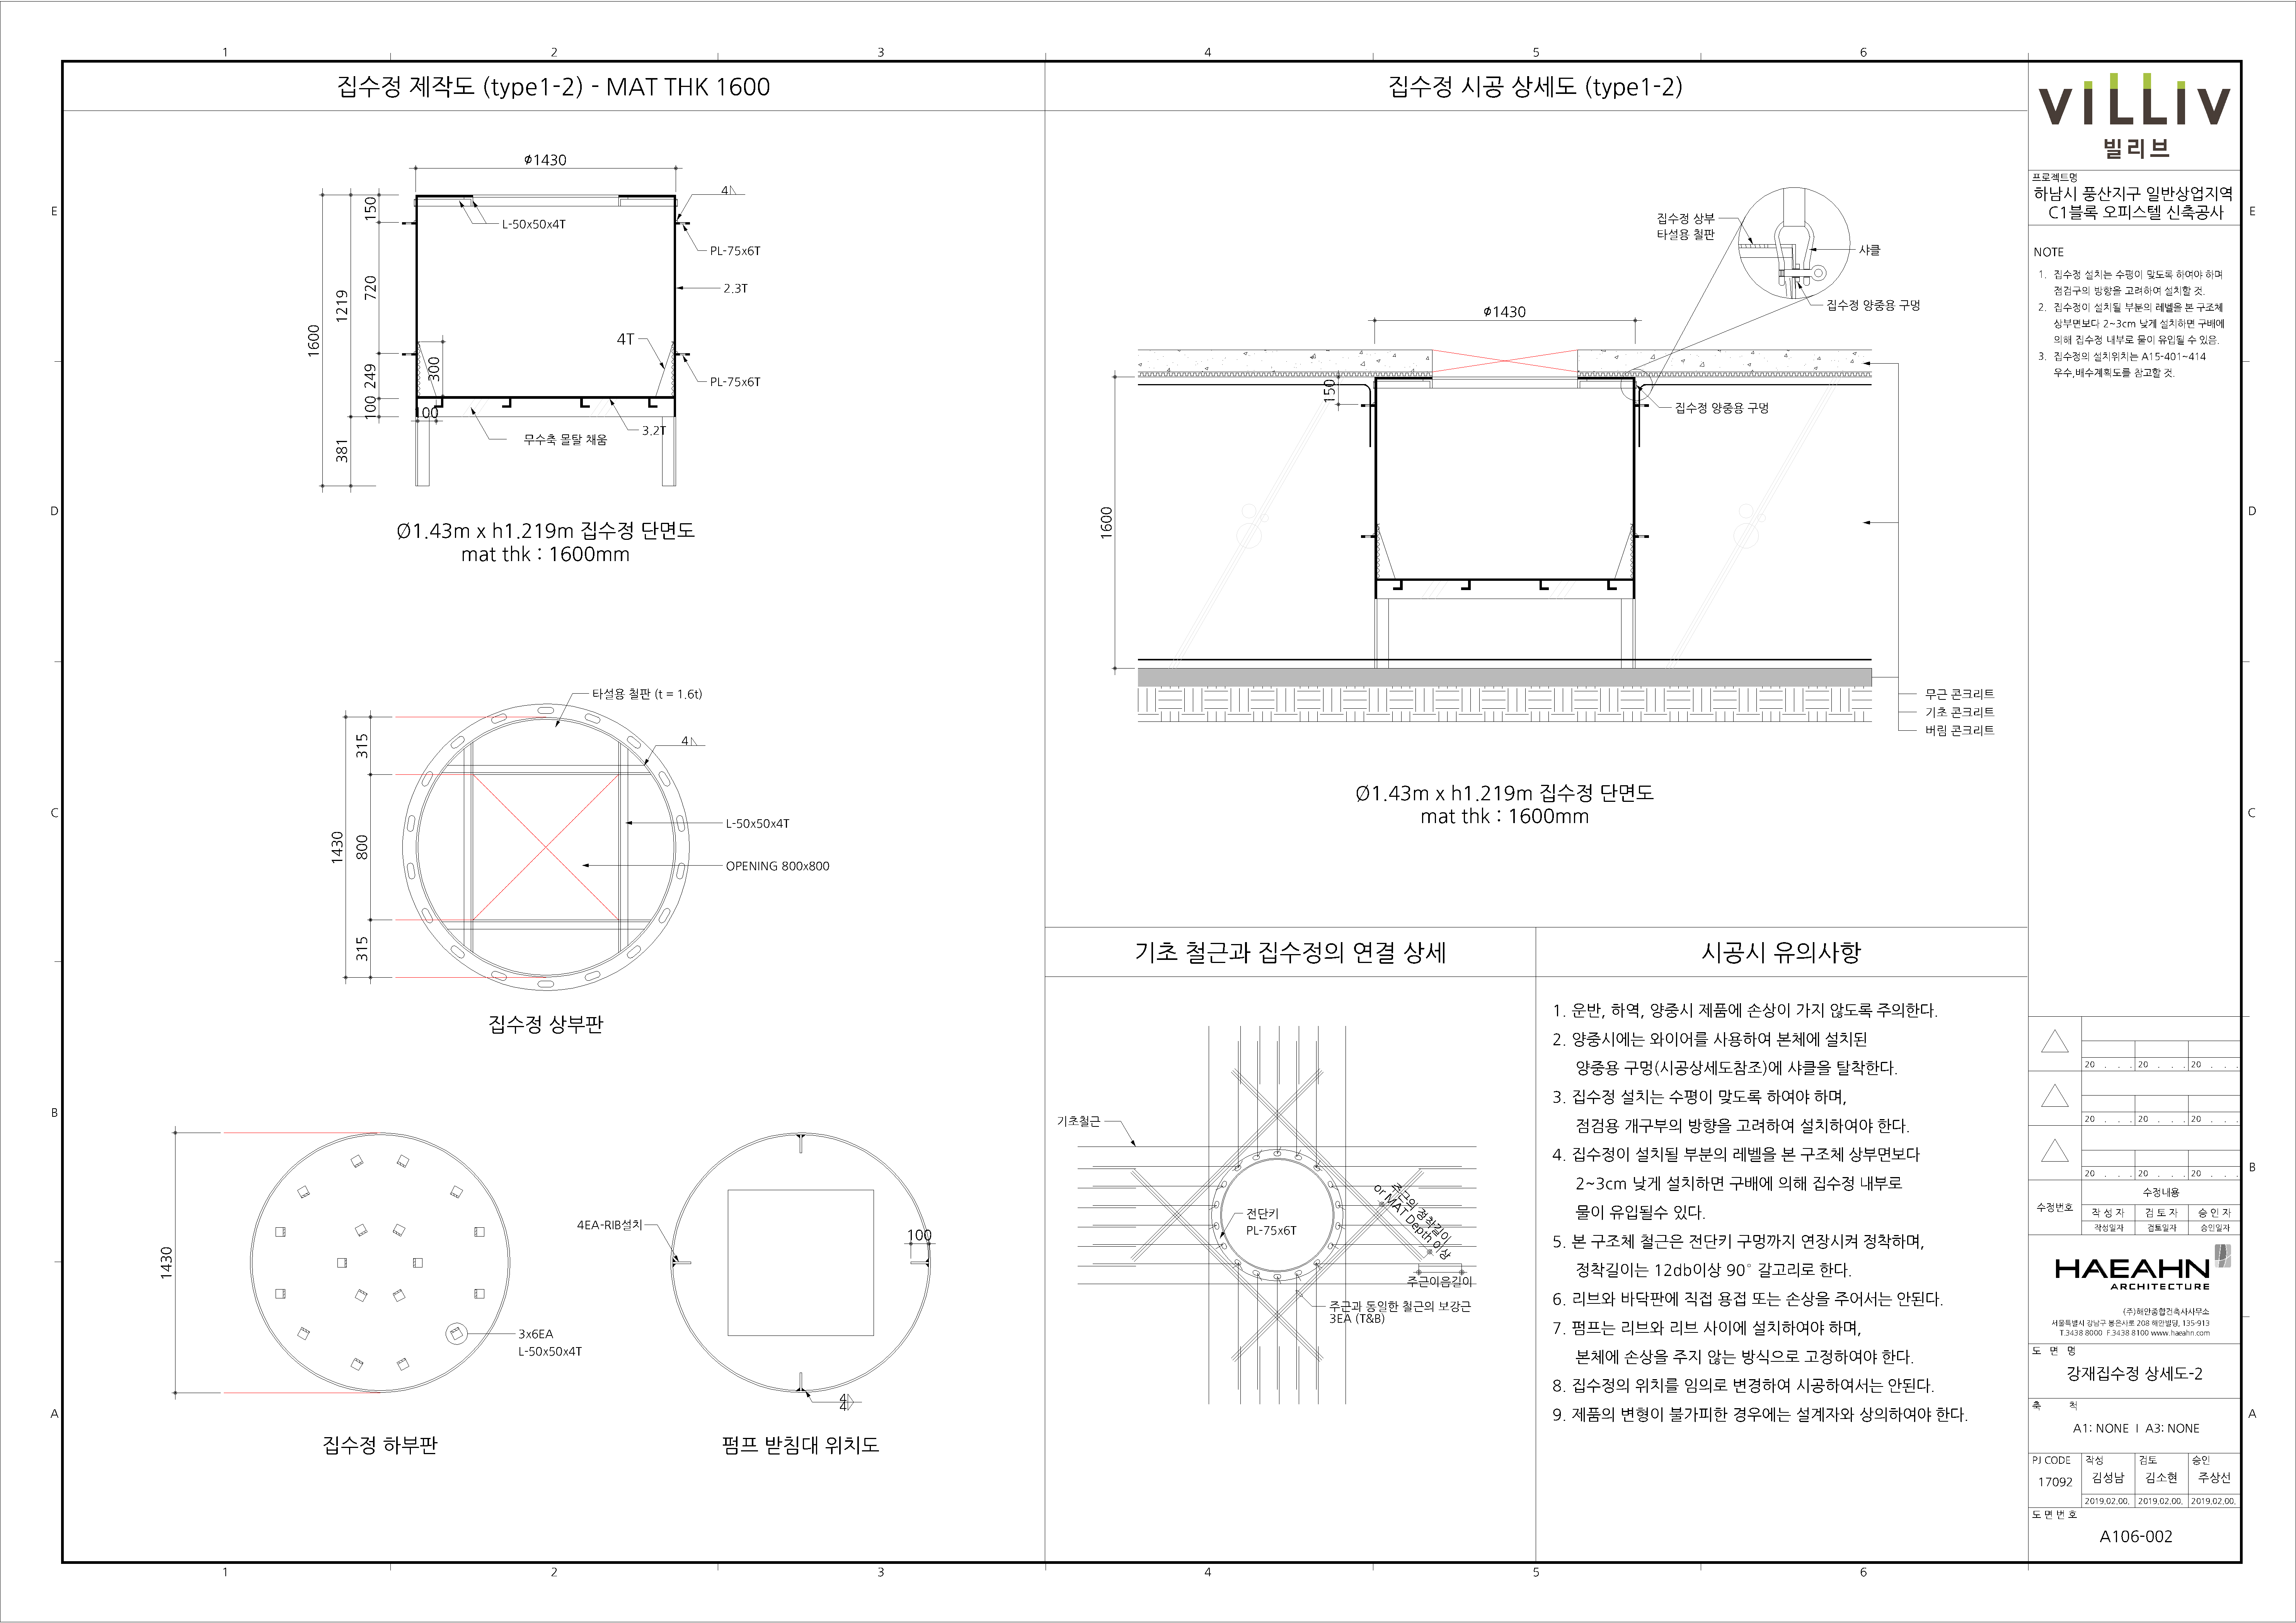 1
2
3
4
5
6
집수정 제작도 (type1-2) - MAT THK 1600
ø1430
4
L-50x50x4T
PL-75x6T
2.3T
4T
PL-75x6T
3.2T
무수축 몰탈 채움
150
720
249
100
1219
381
1600
300
100
Ø1.43m x h1.219m 집수정 단면도
mat thk : 1600mm
타설용 철판 (t = 1.6t)
4
L-50x50x4T
OPENING 800x800
315
800
315
1430
집수정 상부판
1430
3x6EA
L-50x50x4T
집수정 하부판
4EA-RIB설치
100
4
4
펌프 받침대 위치도
집수정 시공 상세도 (type1-2)
집수정 상부
타설용 철판
샤클
집수정 양중용 구멍
ø1430
150
집수정 양중용 구멍
1600
무근 콘크리트
기초 콘크리트
버림 콘크리트
Ø1.43m x h1.219m 집수정 단면도
mat thk : 1600mm
기초 철근과 집수정의 연결 상세
기초철근
전단키
PL-75x6T
주근의 정착길이
or MAT Depth 이상
주근이음길이
주근과 동일한 철근의 보강근
3EA (T&B)
시공시 유의사항
1. 운반, 하역, 양중시 제품에 손상이 가지 않도록 주의한다.
2. 양중시에는 와이어를 사용하여 본체에 설치된
양중용 구멍(시공상세도참조)에 샤클을 탈착한다.
3. 집수정 설치는 수평이 맞도록 하여야 하며,
점검용 개구부의 방향을 고려하여 설치하여야 한다.
4. 집수정이 설치될 부분의 레벨을 본 구조체 상부면보다
2~3cm 낮게 설치하면 구배에 의해 집수정 내부로
물이 유입될수 있다.
5. 본 구조체 철근은 전단키 구멍까지 연장시켜 정착하며,
정착길이는 12db이상 90° 갈고리로 한다.
6. 리브와 바닥판에 직접 용접 또는 손상을 주어서는 안된다.
7. 펌프는 리브와 리브 사이에 설치하여야 하며,
본체에 손상을 주지 않는 방식으로 고정하여야 한다.
8. 집수정의 위치를 임의로 변경하여 시공하여서는 안된다.
9. 제품의 변형이 불가피한 경우에는 설계자와 상의하여야 한다.
VILLIV
빌리브
프로젝트명
하남시 풍산지구 일반상업지역
C1블록 오피스텔 신축공사
NOTE
1. 집수정 설치는 수평이 맞도록 하여야 하며
점검구의 방향을 고려하여 설치할 것.
2. 집수정이 설치될 부분의 레벨을 본 구조체
상부면보다 2~3cm 낮게 설치하면 구배에
의해 집수정 내부로 물이 유입될 수 있음.
3. 집수정의 설치위치는 A15-401~414
우수,배수계획도를 참고할 것.
20 . . . 20 . . . 20 . . .
20 . . . 20 . . . 20 . . .
20 . . . 20 . . . 20 . . .
수정번호
수정내용
작 성 자 검 토 자 승 인 자
작성일자 검토일자 승인일자
HAEAHN
ARCHITECTURE
(주)해안종합건축사사무소
서울특별시 강남구 봉은사로 208 해안빌딩, 135-913
T.3438 8000 F.3438 8100 www.haeahn.com
도 면 명
강재집수정 상세도-2
축 척
A1: NONE I A3: NONE
PJ CODE 작성 검토 승인
17092 김성남 김소현 주상선
2019.02.00. 2019.02.00. 2019.02.00.
도 면 번 호
A106-002
E
D
C
B
A
E
D
C
B
A
1
2
3
4
5
6